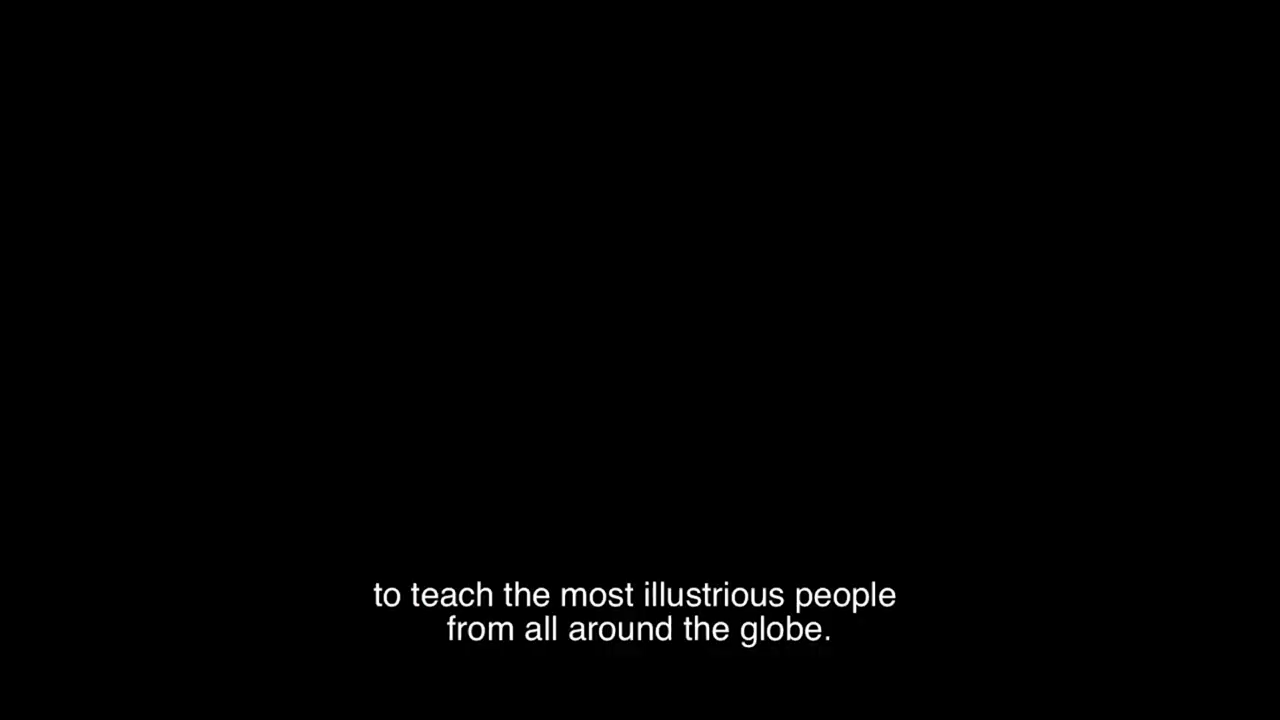 to teach the most illustrious people
from all around the globe.